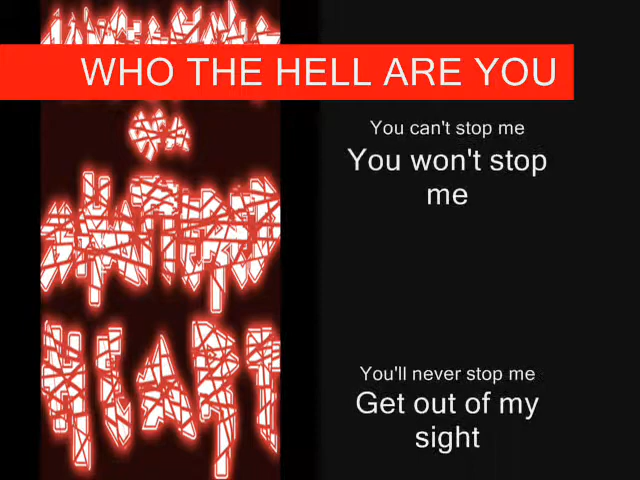 WHO THE HELL ARE YOU
You can't stop me
You won't stop
me
You'll never stop me
Get out of my
sight
HEART